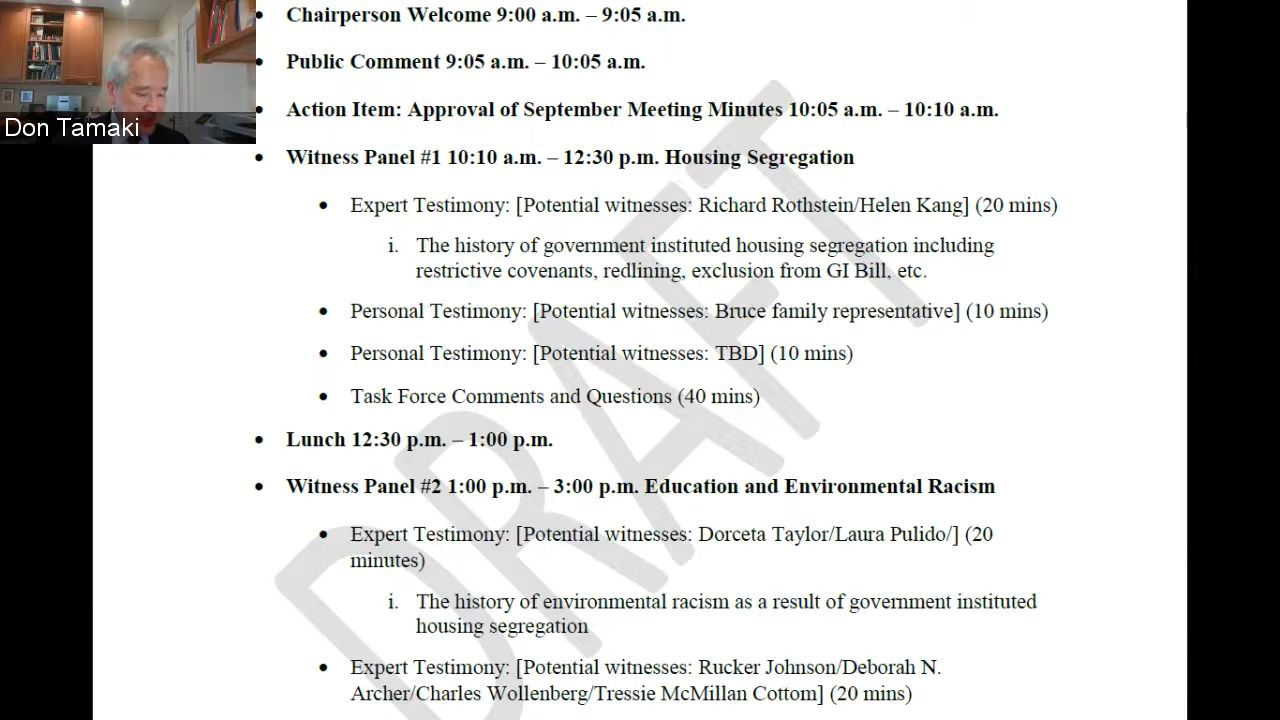 Chairperson Welcome 9:00 a.m. – 9:05 a.m.
Public Comment 9:05 a.m. – 10:05 a.m.
Don Tamaki
Action Item: Approval of September Meeting Minutes 10:05 a.m. – 10:10 a.m.
Witness Panel #1 10:10 a.m. – 12:30 p.m. Housing Segregation
Expert Testimony: [Potential witnesses: Richard Rothstein/Helen Kang] (20 mins)
i. The history of government instituted housing segregation including
restrictive covenants, redlining, exclusion from GI Bill, etc.
Personal Testimony: [Potential witnesses: Bruce family representative] (10 mins)
Personal Testimony: [Potential witnesses: TBD] (10 mins)
Task Force Comments and Questions (40 mins)
Lunch 12:30 p.m. – 1:00 p.m.
Witness Panel #2 1:00 p.m. – 3:00 p.m. Education and Environmental Racism
Expert Testimony: [Potential witnesses: Dorceta Taylor/Laura Pulido/] (20
minutes)
i. The history of environmental racism as a result of government instituted
housing segregation
Expert Testimony: [Potential witnesses: Rucker Johnson/Deborah N.
Archer/Charles Wollenberg/Tressie McMillan Cottom] (20 mins)
DRAFT